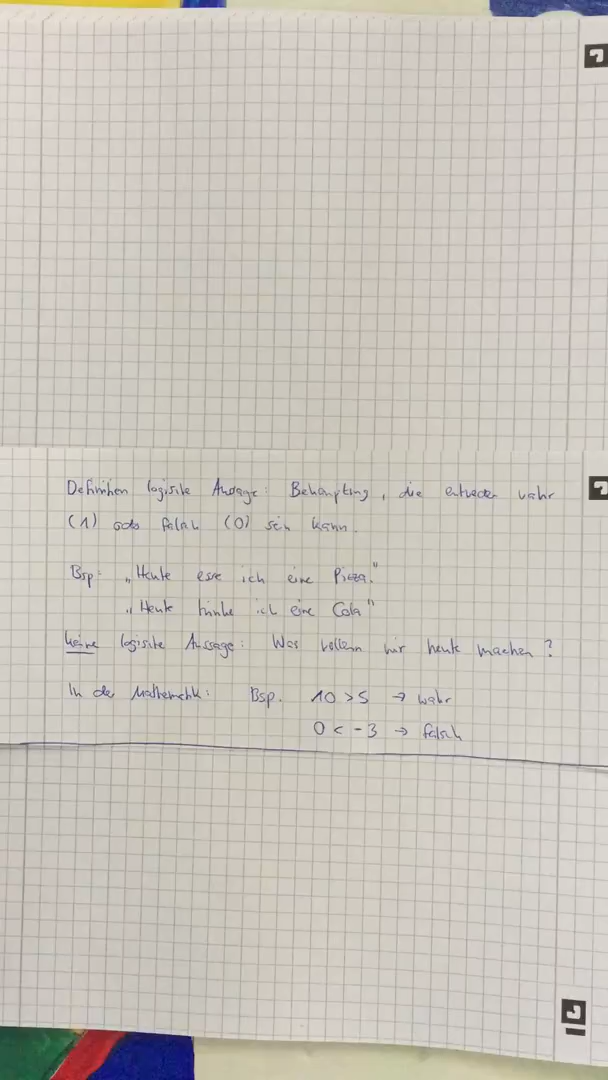 Definition logische Aussage: Behauptung, die entweder wahr
(1) oder falsch (0) sein kann.
Bsp: „Heute esse ich eine Pizza."
„Heute trinke ich eine Cola"
keine logische Aussage: Was wollen wir heute machen?
In der Mathematik: Bsp. 10 > 5 → wahr
0 < -3 → falsch